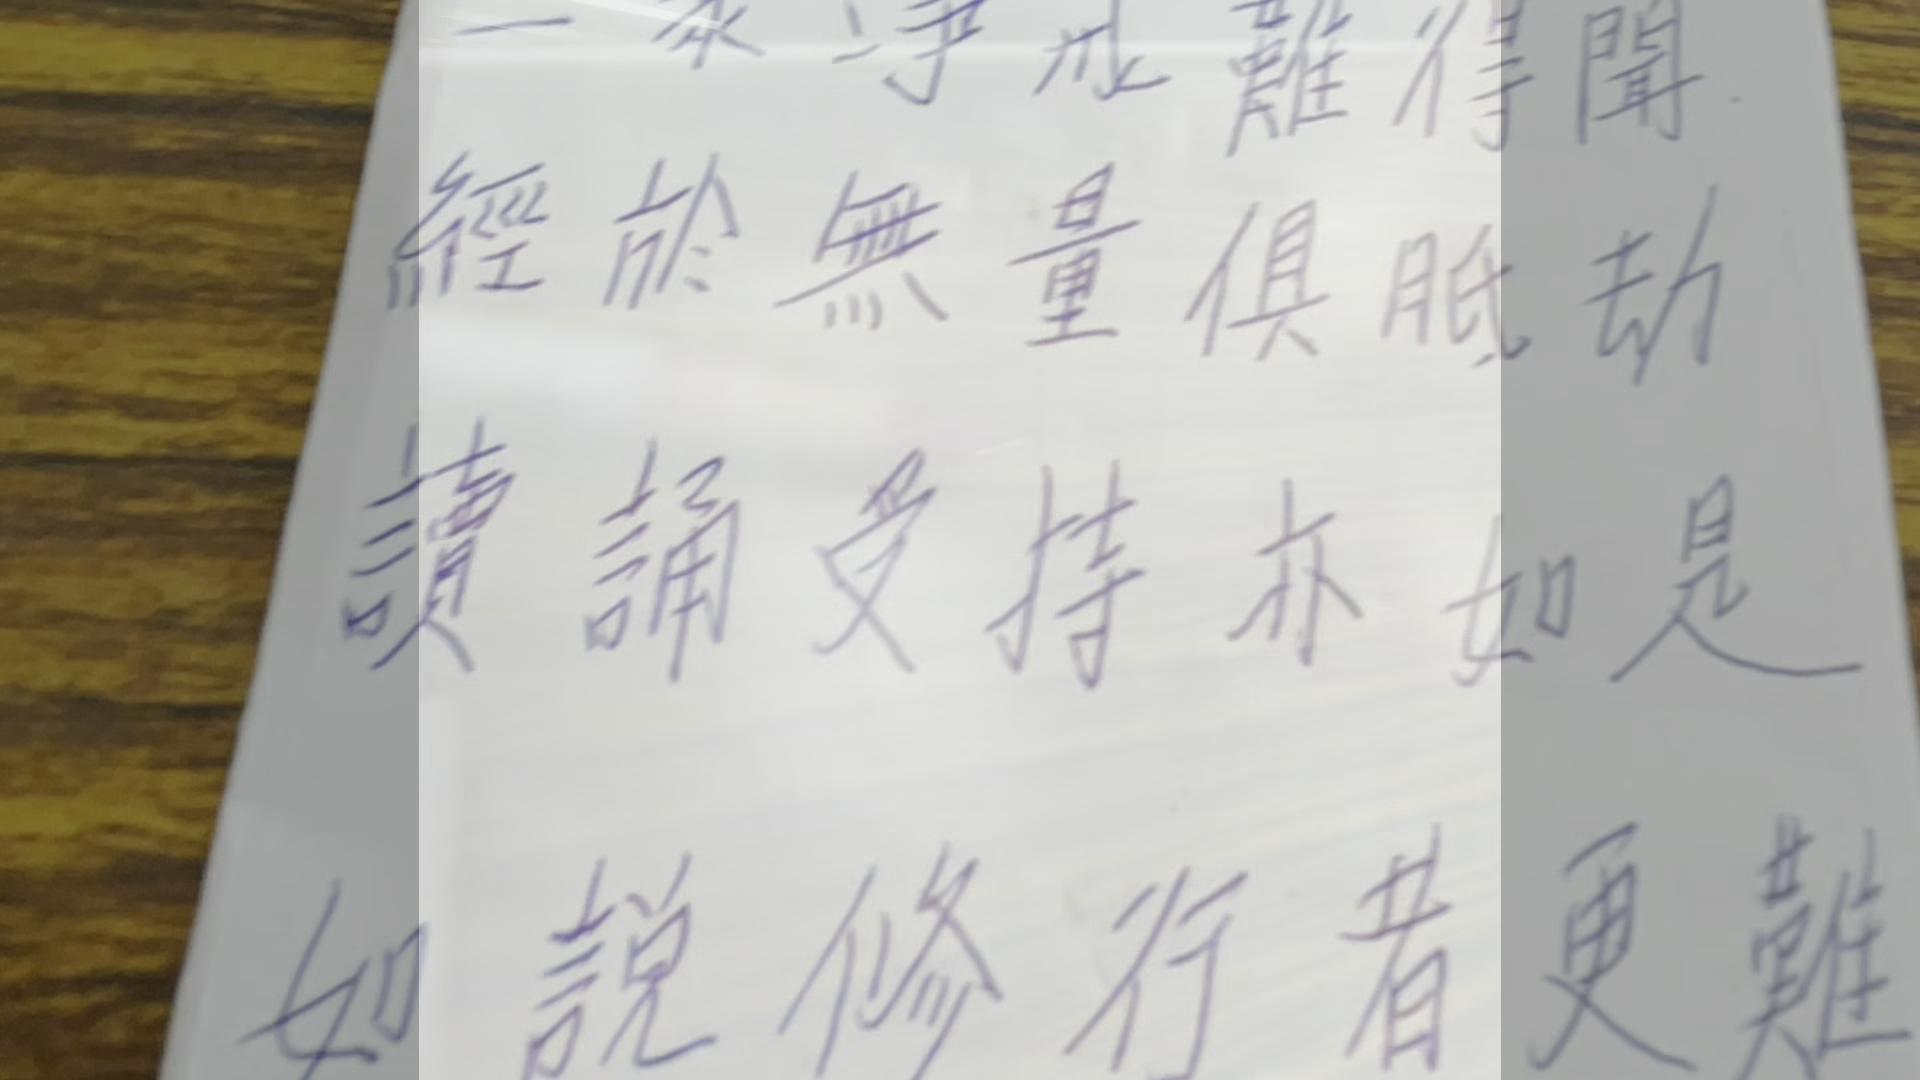 一淨戒難得聞
經於無量俱胝劫
讀誦受持亦如是
如說修行者更難